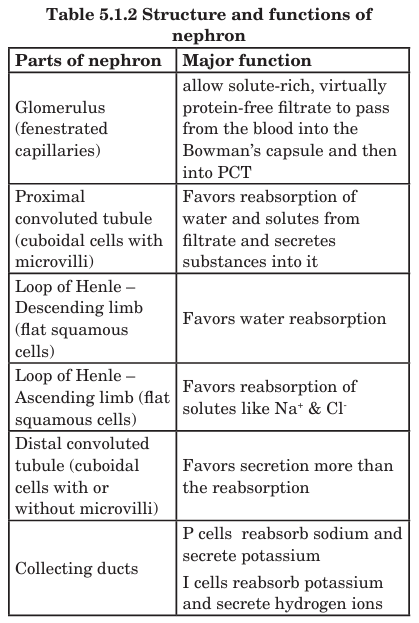 Table 5.1.2 Structure and functions of
nephron
Parts of nephron
Major function
Glomerulus
(fenestrated
capillaries)
allow solute-rich, virtually
protein-free filtrate to pass
from the blood into the
Bowman's capsule and then
into PCT
Proximal
convoluted tubule
(cuboidal cells with
microvilli)
Favors reabsorption of
water and solutes from
filtrate and secretes
substances into it
Loop of Henle –
Descending limb
(flat squamous
cells)
Favors water reabsorption
Loop of Henle –
Ascending limb (flat
squamous cells)
Favors reabsorption of
solutes like Na⁺ & Cl⁻
Distal convoluted
tubule (cuboidal
cells with or
without microvilli)
Favors secretion more than
the reabsorption
Collecting ducts
P cells reabsorb sodium and
secrete potassium
I cells reabsorb potassium
and secrete hydrogen ions